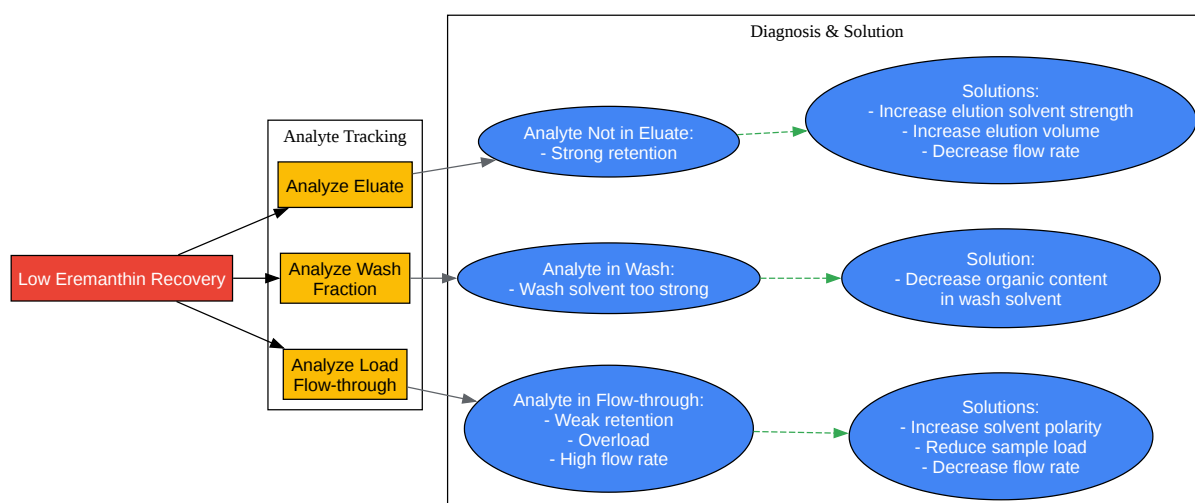 Diagnosis & Solution
Analyte Tracking
Low Eremanthin Recovery
Analyze Eluate
Analyze Wash
Fraction
Analyze Load
Flow-through
Analyte Not in Eluate:
- Strong retention
Solutions:
- Increase elution solvent strength
- Increase elution volume
- Decrease flow rate
Analyte in Wash:
- Wash solvent too strong
Solution:
- Decrease organic content
in wash solvent
Analyte in Flow-through:
- Weak retention
- Overload
- High flow rate
Solutions:
- Increase solvent polarity
- Reduce sample load
- Decrease flow rate